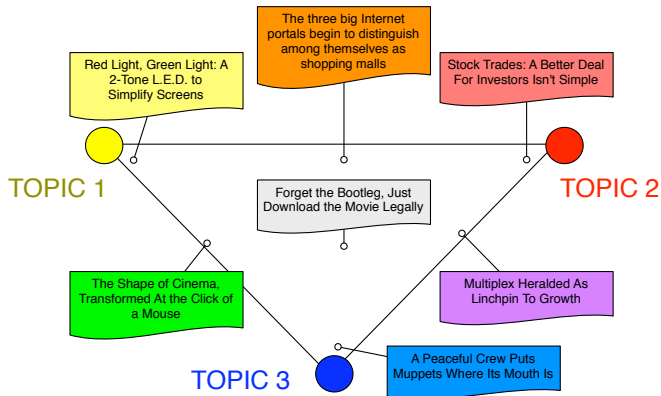 The three big Internet
portals begin to distinguish
among themselves as
shopping malls
Red Light, Green Light: A
2-Tone L.E.D. to
Simplify Screens
Stock Trades: A Better Deal
For Investors Isn't Simple
TOPIC 1
TOPIC 2
Forget the Bootleg, Just
Download the Movie Legally
The Shape of Cinema,
Transformed At the Click of
a Mouse
Multiplex Heralded As
Linchpin To Growth
TOPIC 3
A Peaceful Crew Puts
Muppets Where Its Mouth Is